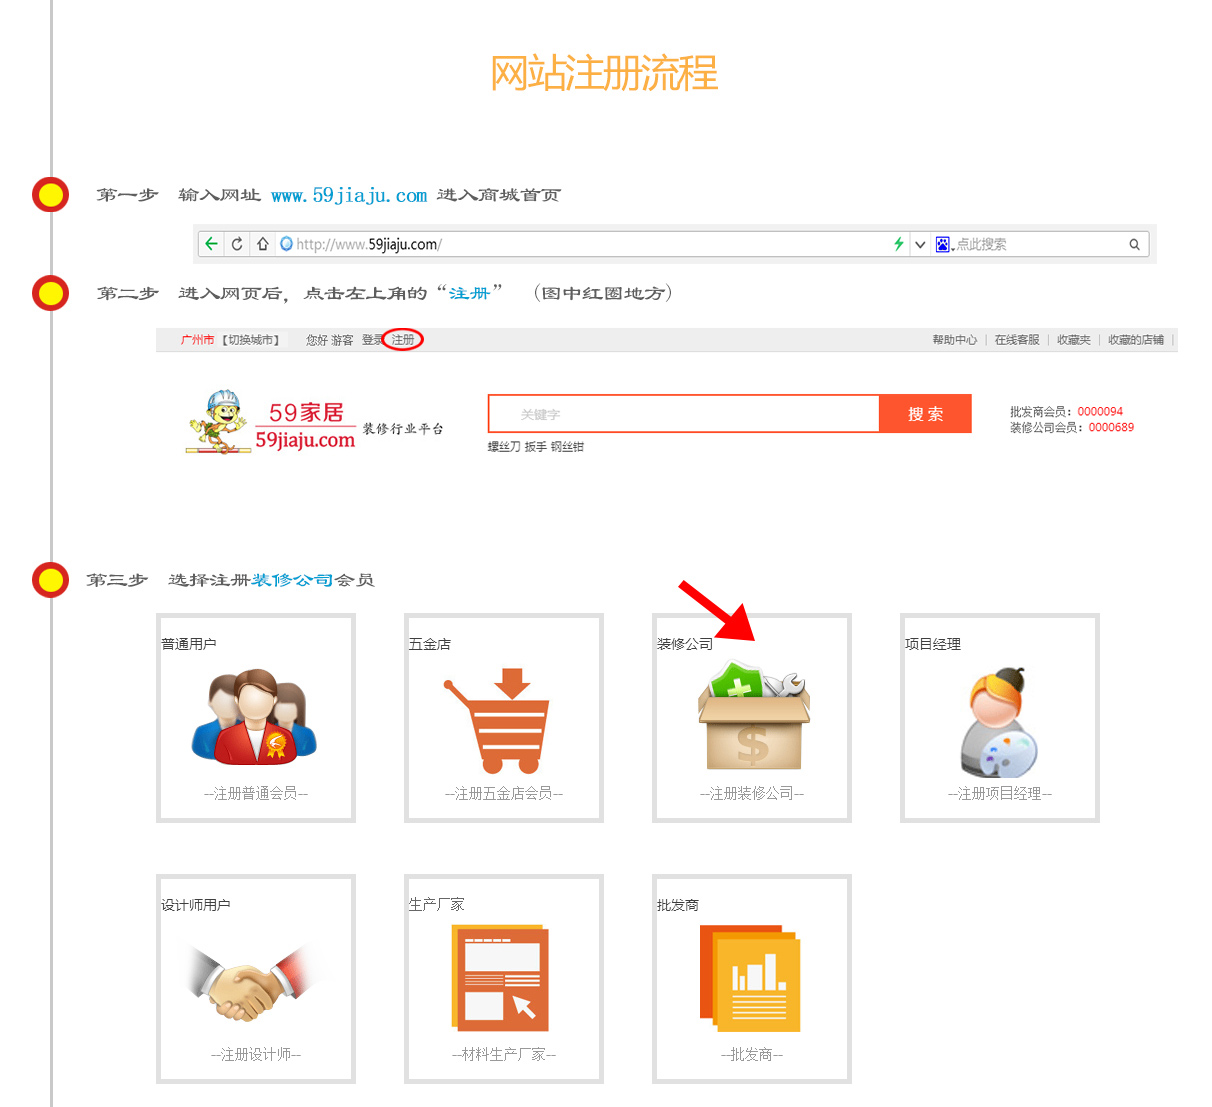 网站注册流程
第一步 输入网址 www.59jiaju.com 进入商城首页
http://www.59jiaju.com/ 点此搜索
第二步 进入网页后，点击左上角的“注册” （图中红圈地方）
广州市 【切换城市】 您好 游客 登录 注册 帮助中心 | 在线客服 | 收藏夹 | 收藏的店铺 |
59家居
59jiaju.com
装修行业平台
关键字 搜 索
螺丝刀 扳手 钢丝钳
批发商会员：0000094
装修公司会员：0000689
第三步 选择注册装修公司会员
普通用户 五金店 装修公司 项目经理
--注册普通会员-- --注册五金店会员-- --注册装修公司-- --注册项目经理--
设计师用户 生产厂家 批发商
--注册设计师-- --材料生产厂家-- --批发商--